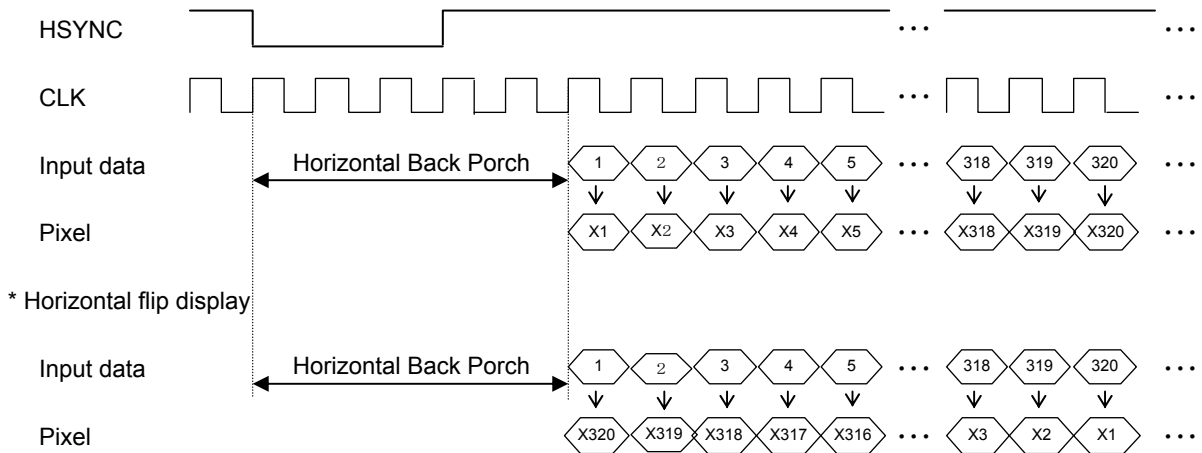 HSYNC ••• •••
CLK ••• •••
Input data Horizontal Back Porch 1 2 3 4 5 ••• 318 319 320 •••
Pixel X1 X2 X3 X4 X5 ••• X318 X319 X320 •••
* Horizontal flip display
Input data Horizontal Back Porch 1 2 3 4 5 ••• 318 319 320 •••
Pixel X320 X319 X318 X317 X316 ••• X3 X2 X1 •••